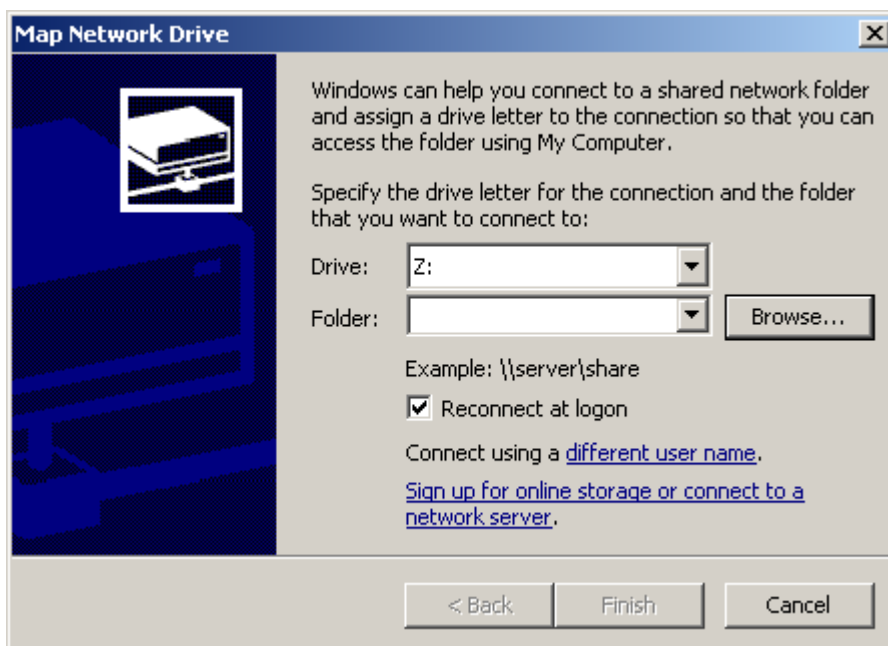 Map Network Drive
Windows can help you connect to a shared network folder
and assign a drive letter to the connection so that you can
access the folder using My Computer.
Specify the drive letter for the connection and the folder
that you want to connect to:
Drive: Z:
Folder: Browse...
Example: \\server\share
Reconnect at logon
Connect using a different user name.
Sign up for online storage or connect to a
network server.
< Back Finish Cancel